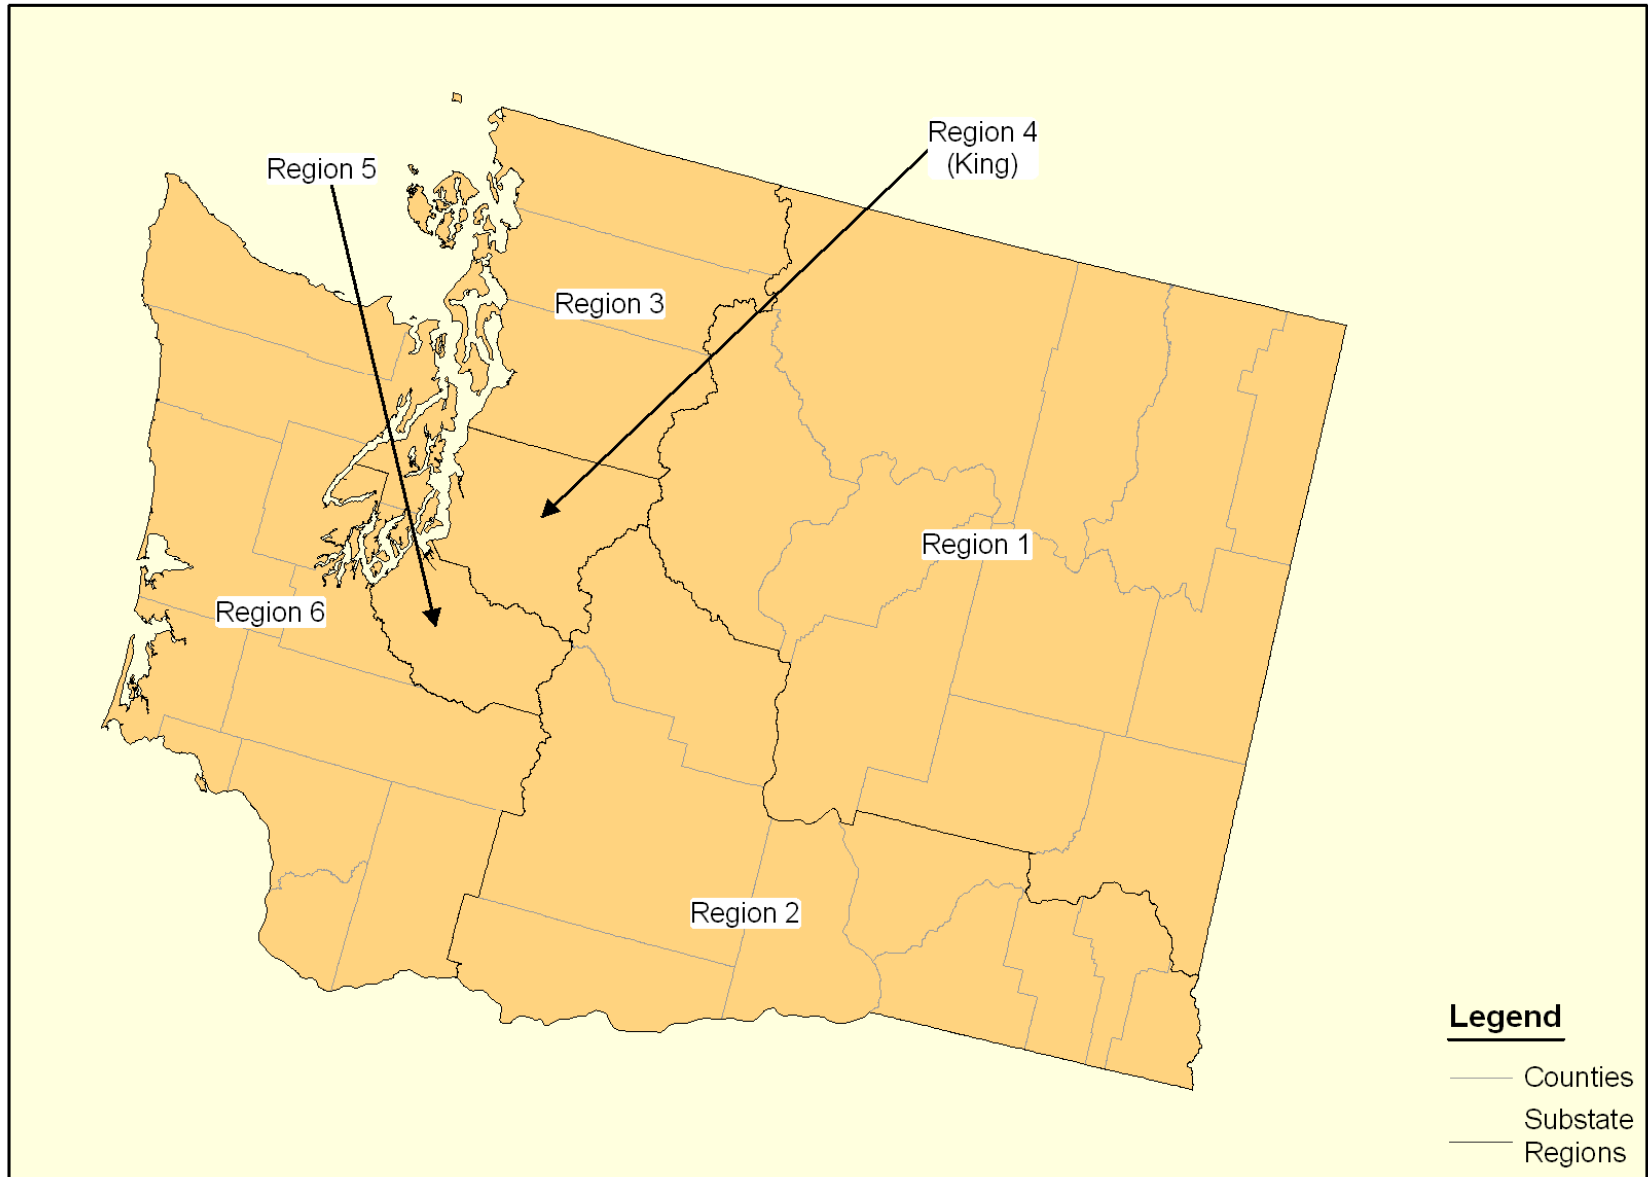 Region 4
(King)
Region 5
Region 3
Region 1
Region 6
Region 2
Legend
Counties
Substate
Regions